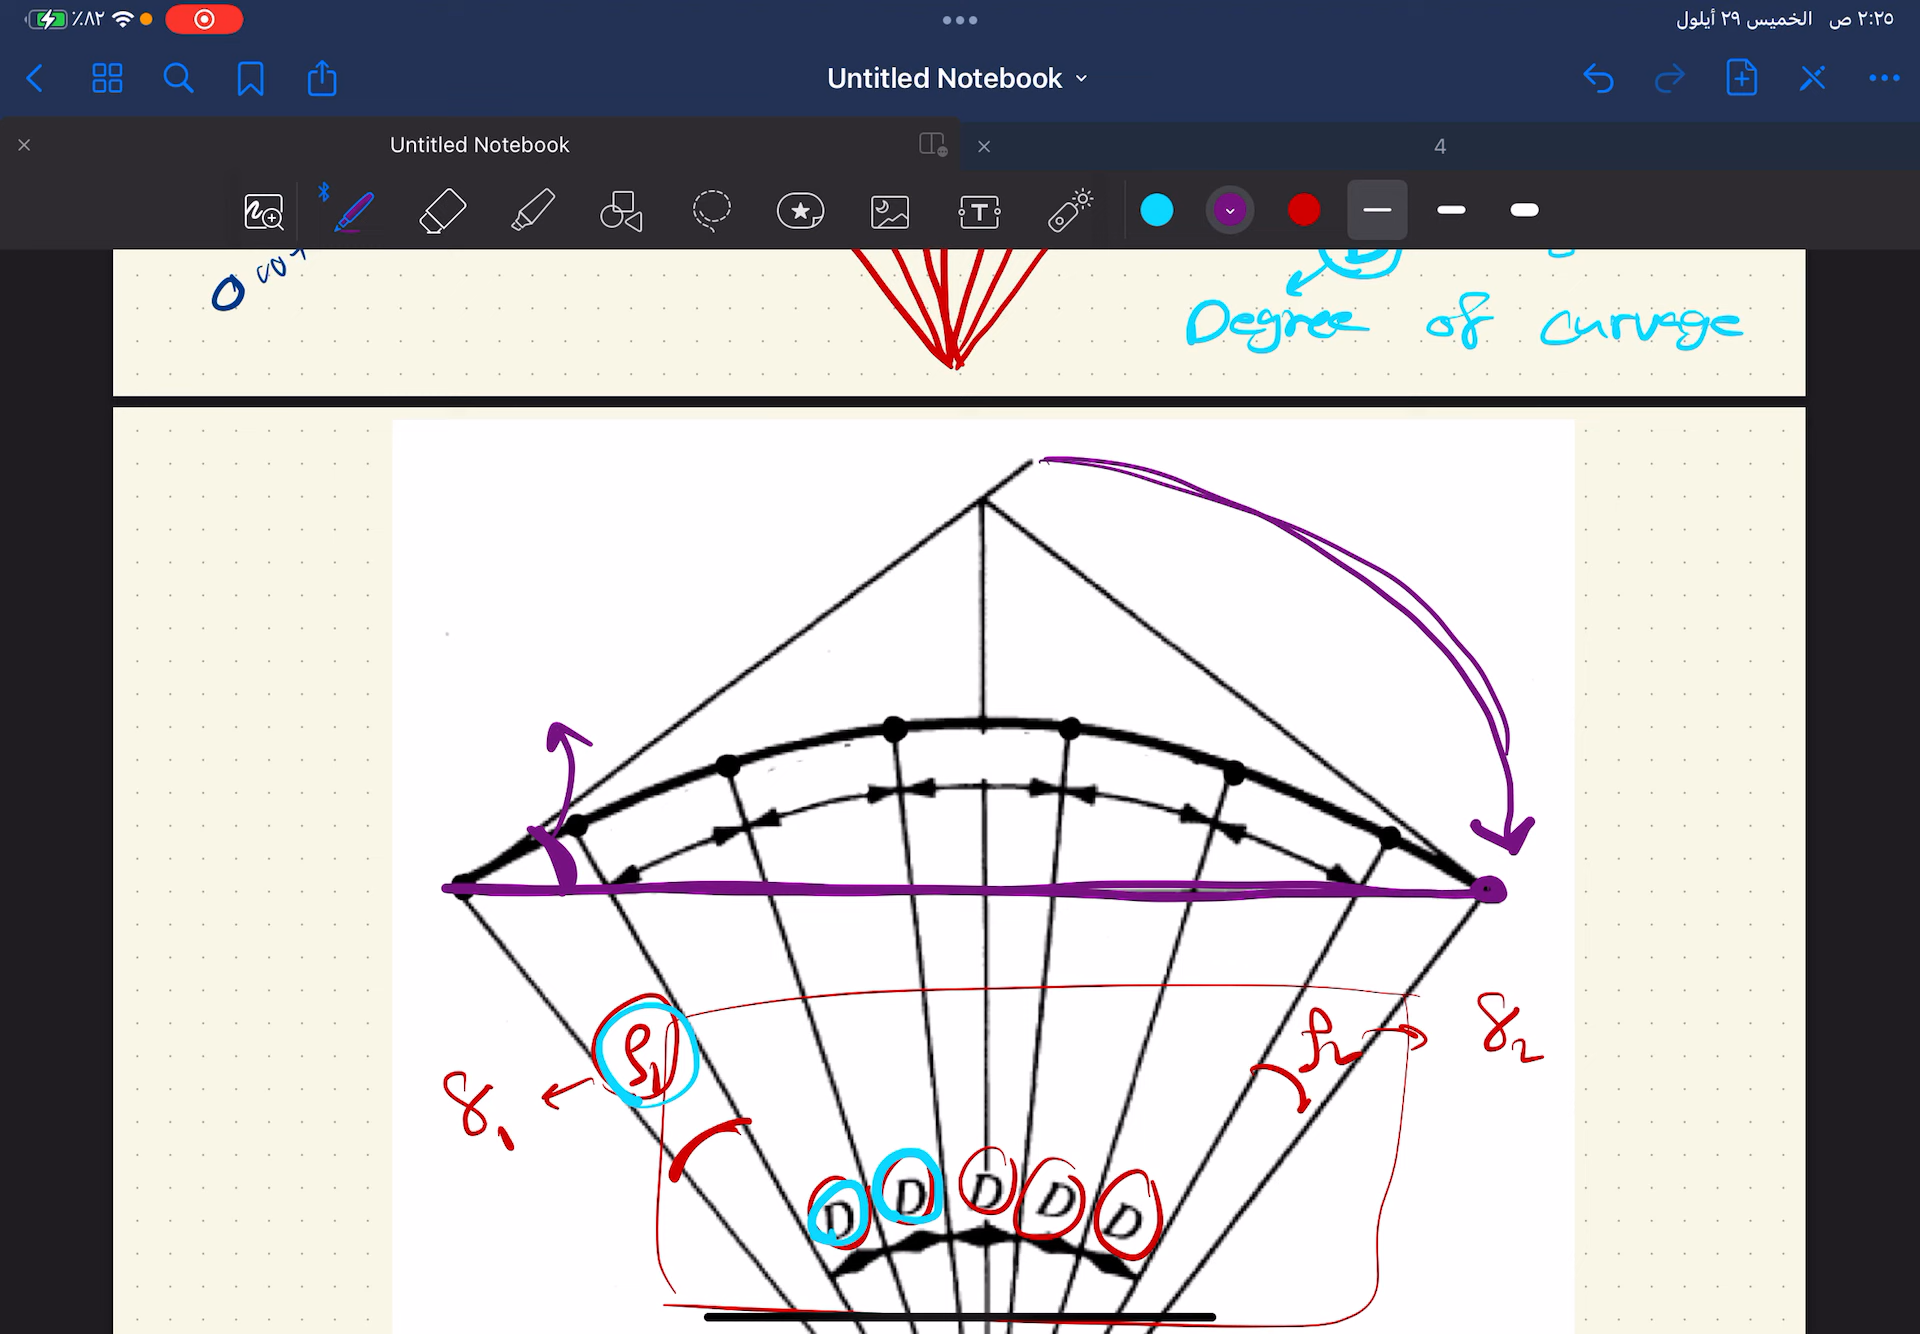 ٪٨٢
٢:٢٥ ص الخميس ٢٩ أيلول
Untitled Notebook
Untitled Notebook
4
T
Degree of curvage
δ₁
δ₂
D D D D D